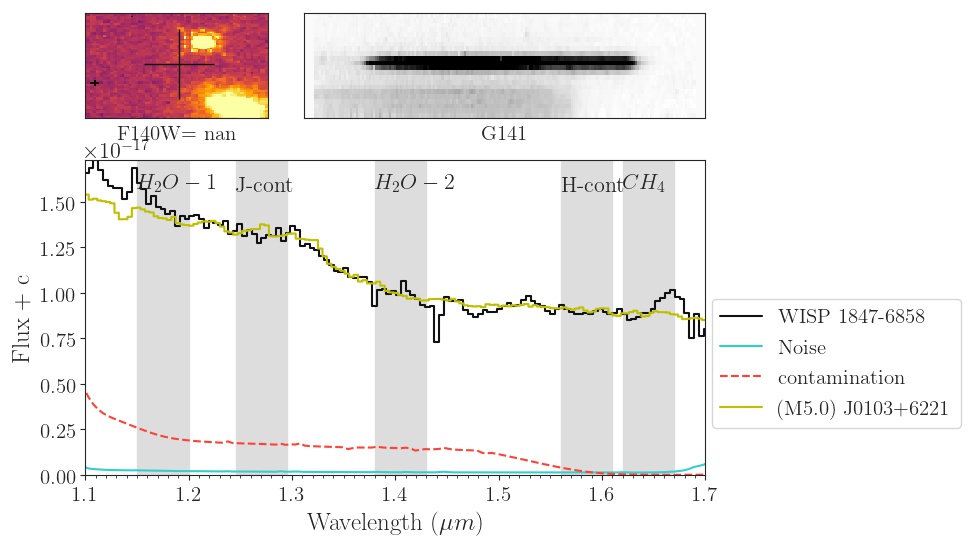 F140W= nan
G141
×10⁻¹⁷
H₂O − 1
J-cont
H₂O − 2
H-cont
CH₄
1.50
1.25
1.00
0.75
0.50
0.25
0.00
Flux + c
1.1
1.2
1.3
1.4
1.5
1.6
1.7
Wavelength (μm)
WISP 1847-6858
Noise
contamination
(M5.0) J0103+6221